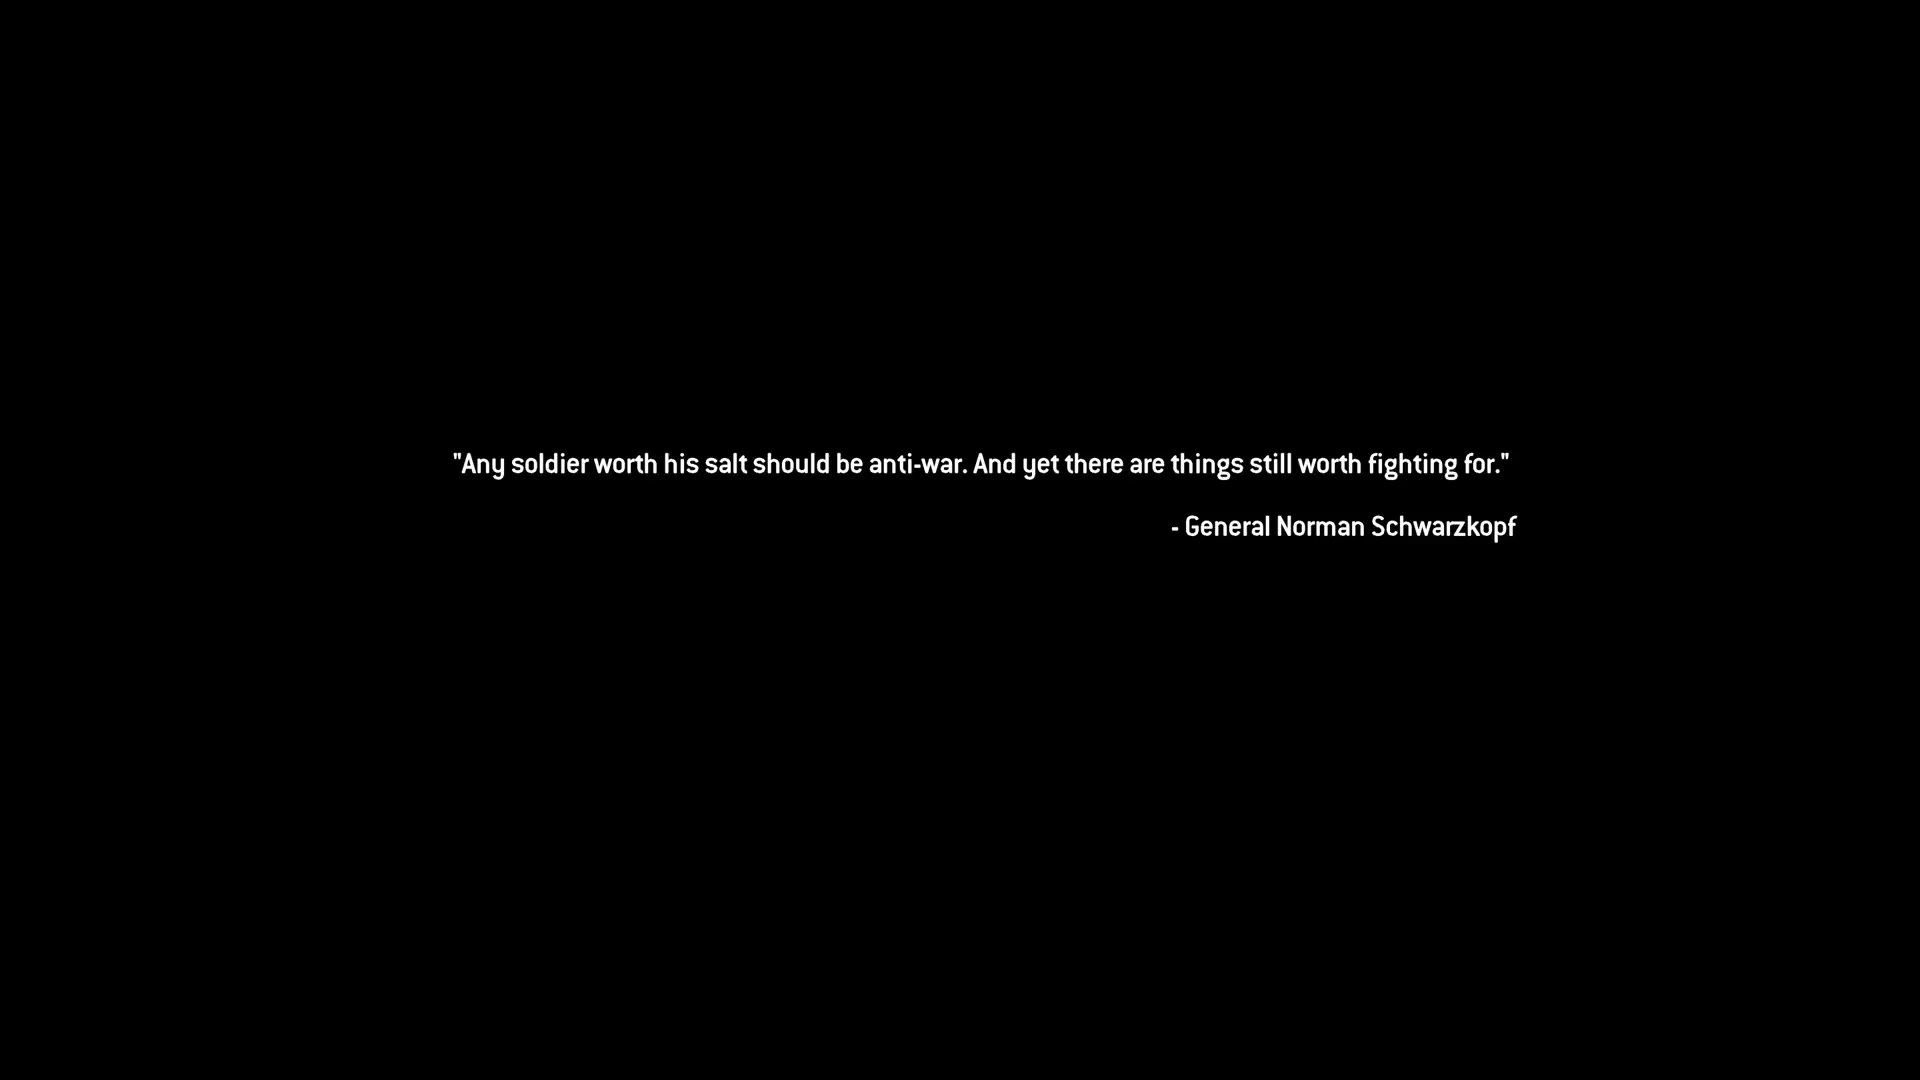 "Any soldier worth his salt should be anti-war. And yet there are things still worth fighting for."
- General Norman Schwarzkopf